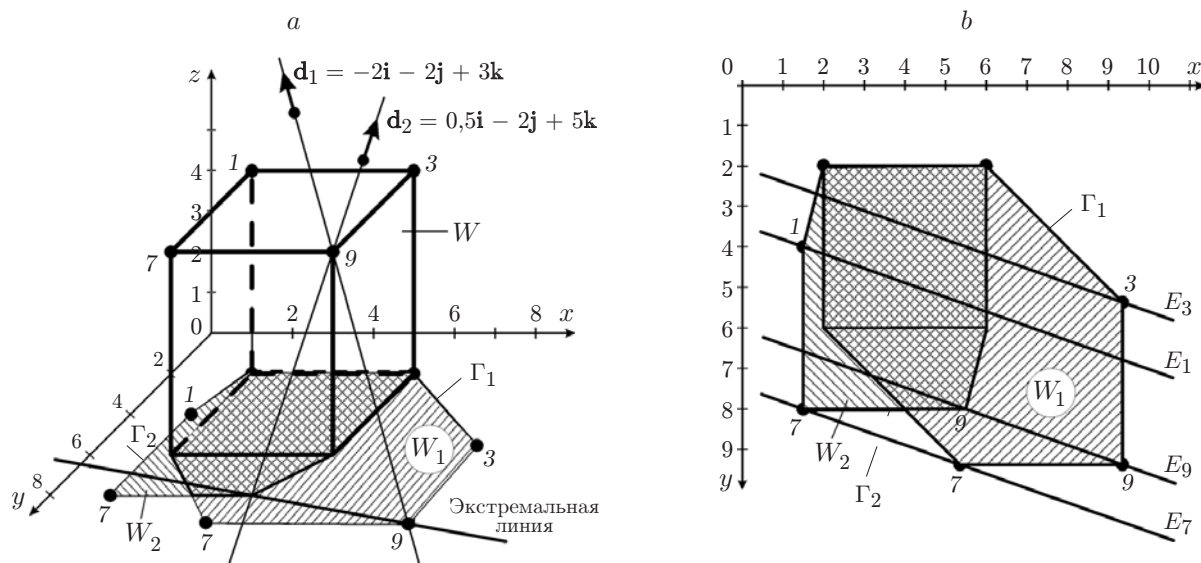 a
z
d₁ = −2i − 2j + 3k
d₂ = 0,5i − 2j + 5k
4
3
2
1
0
1
3
7
9
W
2
4
6
8
x
2
4
6
8
y
1
Γ₁
Γ₂
W₁
3
W₂
7
7
9
Экстремальная
линия
b
0
1
2
3
4
5
6
7
8
9
10
x
1
2
3
4
5
6
7
8
9
y
1
Γ₁
3
E₃
E₁
W₁
7
W₂
9
Γ₂
7
9
E₉
E₇